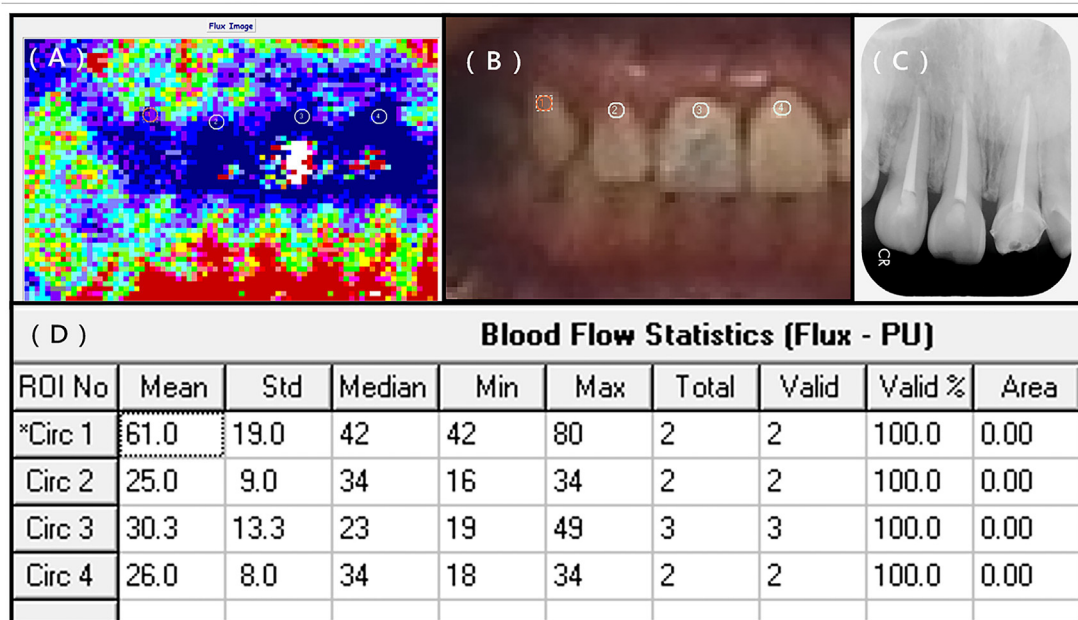 Flux Image
( A )
( B )
( C )
1
2
3
4
1
2
3
4
CR
( D )
Blood Flow Statistics (Flux - PU)
ROI No Mean Std Median Min Max Total Valid Valid % Area
*Circ 1 61.0 19.0 42 42 80 2 2 100.0 0.00
Circ 2 25.0 9.0 34 16 34 2 2 100.0 0.00
Circ 3 30.3 13.3 23 19 49 3 3 100.0 0.00
Circ 4 26.0 8.0 34 18 34 2 2 100.0 0.00